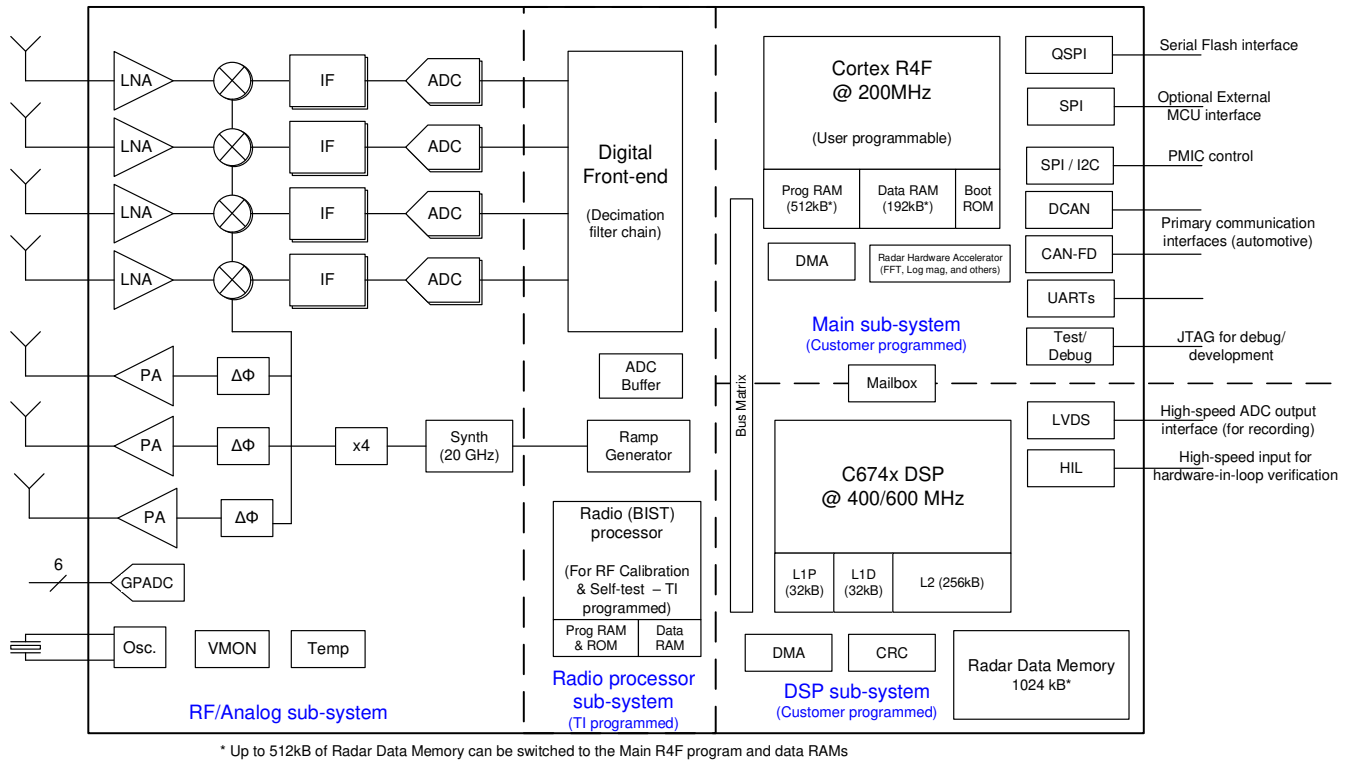 LNA
IF
ADC
LNA
IF
ADC
LNA
IF
ADC
LNA
IF
ADC
PA
ΔΦ
PA
ΔΦ
x4
Synth
(20 GHz)
PA
ΔΦ
6
GPADC
Osc.
VMON
Temp
RF/Analog sub-system
Digital
Front-end
(Decimation
filter chain)
ADC
Buffer
Ramp
Generator
Radio (BIST)
processor
(For RF Calibration
& Self-test – TI
programmed)
Prog RAM
& ROM
Data
RAM
Radio processor
sub-system
(TI programmed)
Bus Matrix
Cortex R4F
@ 200MHz
(User programmable)
Prog RAM
(512kB*)
Data RAM
(192kB*)
Boot
ROM
DMA
Radar Hardware Accelerator
(FFT, Log mag, and others)
Main sub-system
(Customer programmed)
Mailbox
C674x DSP
@ 400/600 MHz
L1P
(32kB)
L1D
(32kB)
L2 (256kB)
DMA
CRC
DSP sub-system
(Customer programmed)
Radar Data Memory
1024 kB*
QSPI
Serial Flash interface
SPI
Optional External
MCU interface
SPI / I2C
PMIC control
DCAN
Primary communication
interfaces (automotive)
CAN-FD
UARTs
Test/
Debug
JTAG for debug/
development
LVDS
High-speed ADC output
interface (for recording)
HIL
High-speed input for
hardware-in-loop verification
* Up to 512kB of Radar Data Memory can be switched to the Main R4F program and data RAMs